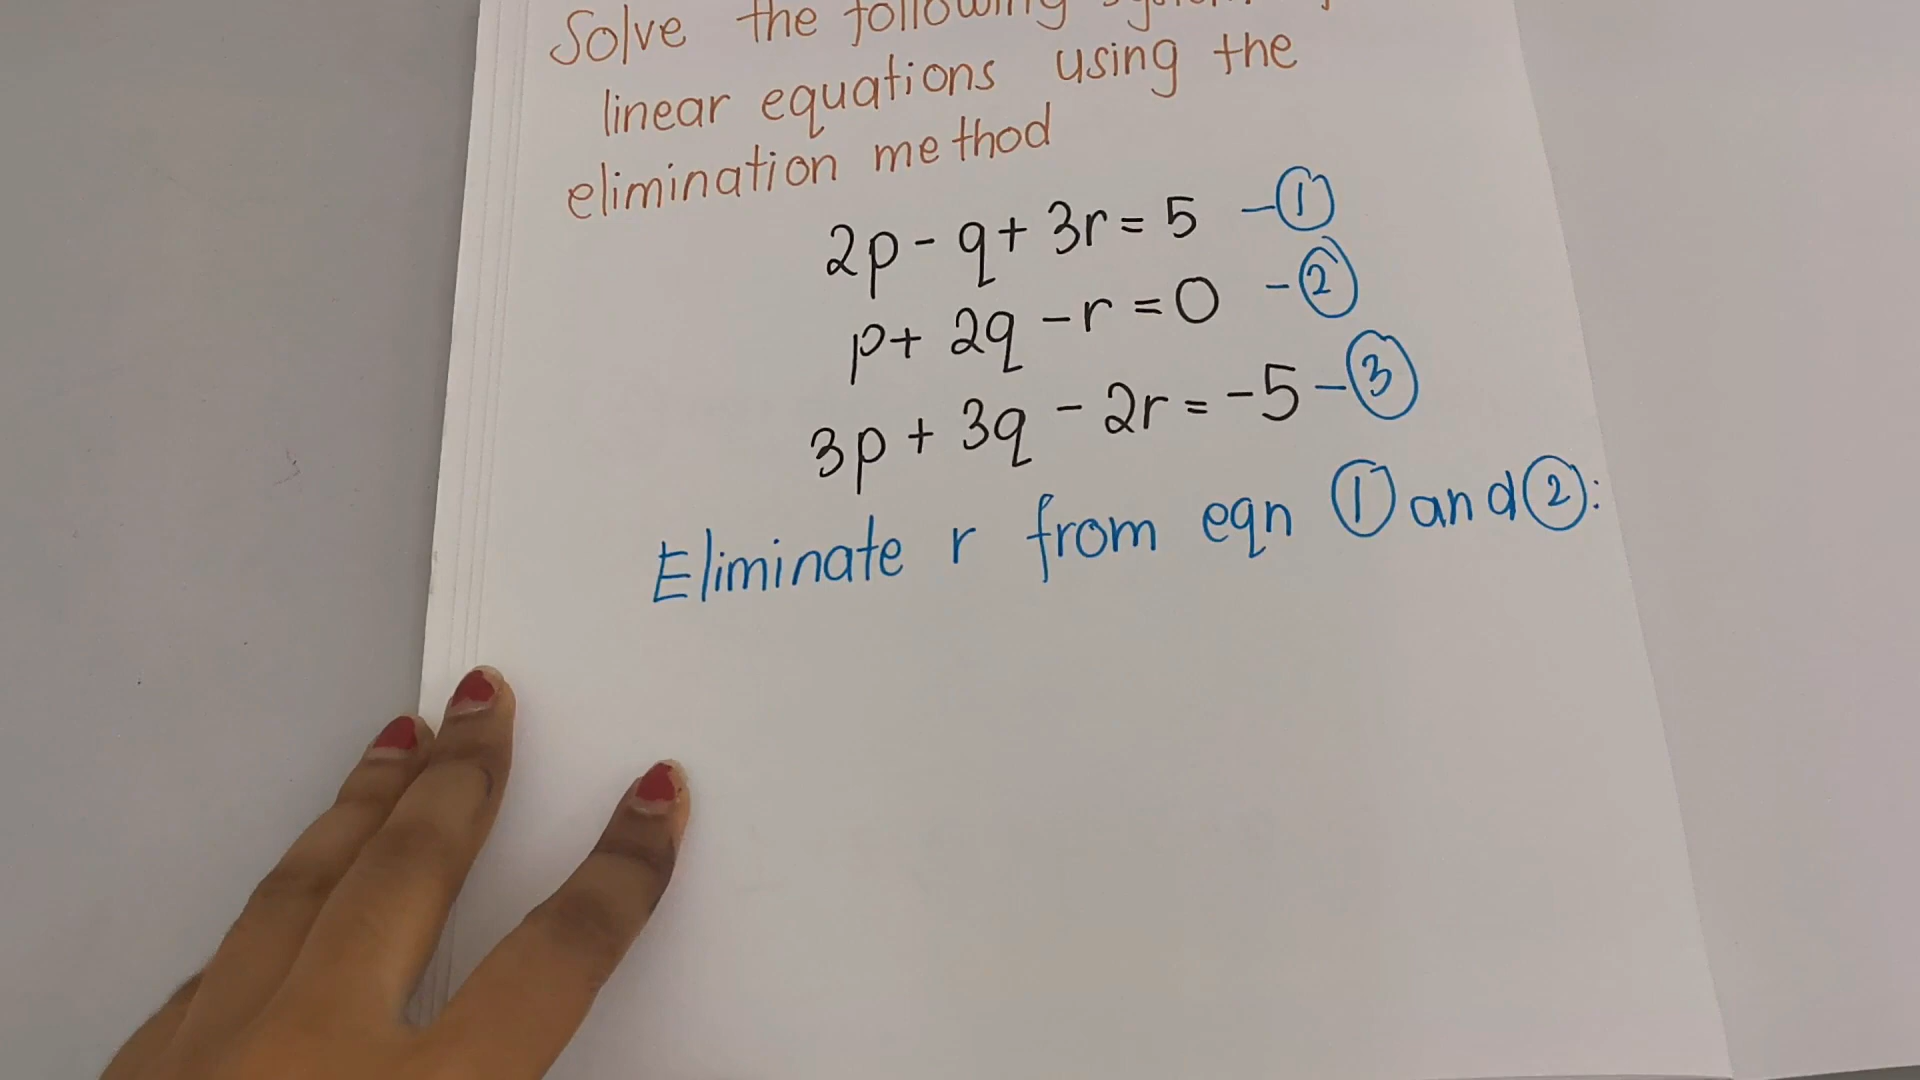 Solve the following
linear equations using the
elimination method
2p - q + 3r = 5 - ①
p + 2q - r = 0 - ②
3p + 3q - 2r = -5 - ③
Eliminate r from eqn ① and ②: